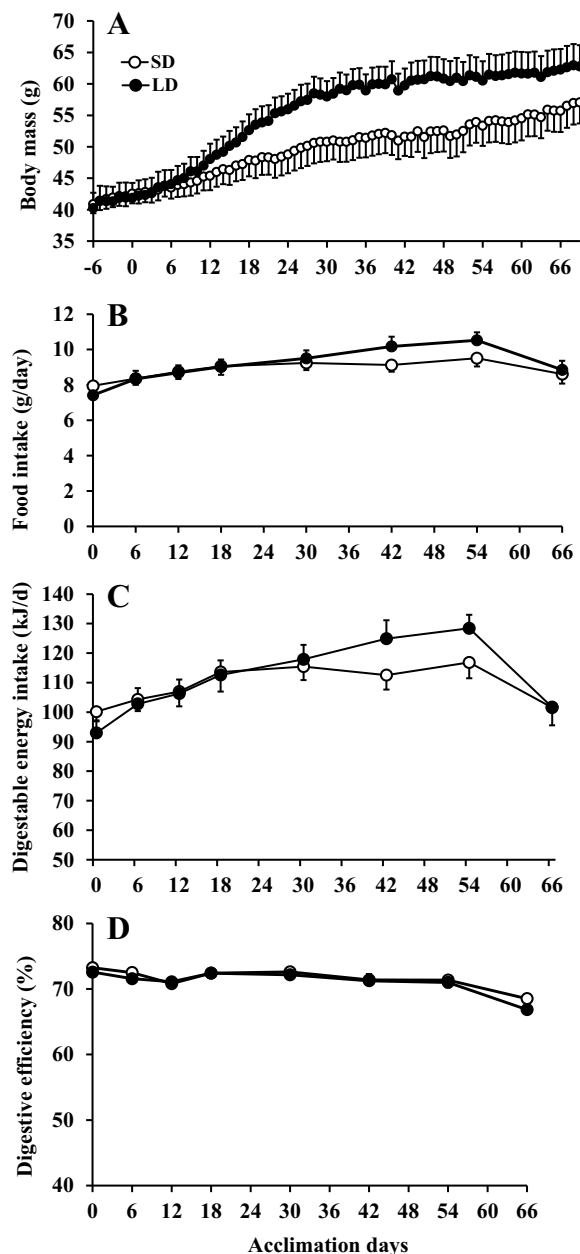 A
SD
LD
Body mass (g)
70
65
60
55
50
45
40
35
-6 0 6 12 18 24 30 36 42 48 54 60 66
B
Food intake (g/day)
12
10
8
6
4
2
0
0 6 12 18 24 30 36 42 48 54 60 66
C
Digestable energy intake (kJ/d)
140
130
120
110
100
90
80
70
60
50
0 6 12 18 24 30 36 42 48 54 60 66
D
Digestive efficiency (%)
80
70
60
50
40
0 6 12 18 24 30 36 42 48 54 60 66
Acclimation days